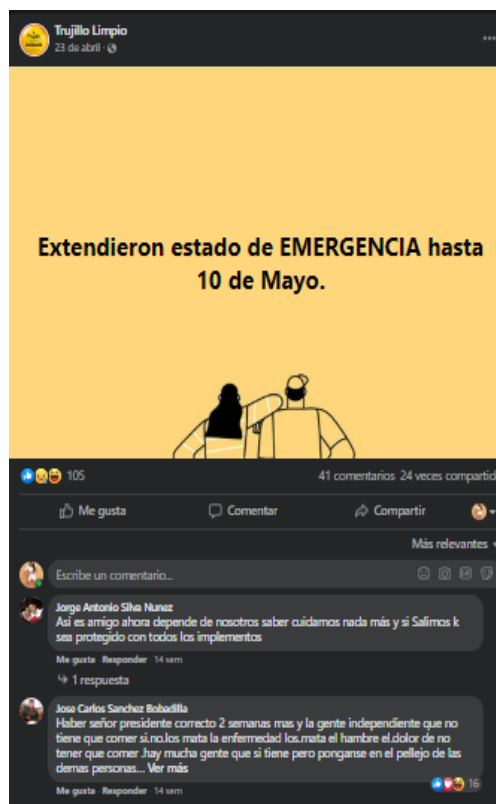 Trujillo Limpio
23 de abril
Extendieron estado de EMERGENCIA hasta
10 de Mayo.
105
41 comentarios 24 veces compartid
Me gusta
Comentar
Compartir
Más relevantes
Escribe un comentario...
Jorge Antonio Silva Nunez
Así es amigo ahora depende de nosotros saber cuidarnos nada más y si Salimos k
sea protegido con todos los implementos
Me gusta Responder · 14 sem
1 respuesta
Jose Carlos Sanchez Bobadilla
Haber señor presidente correcto 2 semanas mas y la gente independiente que no
tiene que comer si.no.los mata la enfermedad los.mata el hambre el.dolor de no
tener que comer .hay mucha gente que si tiene pero ponganse en el pellejo de las
demas personas... Ver más
16
Me gusta Responder · 14 sem